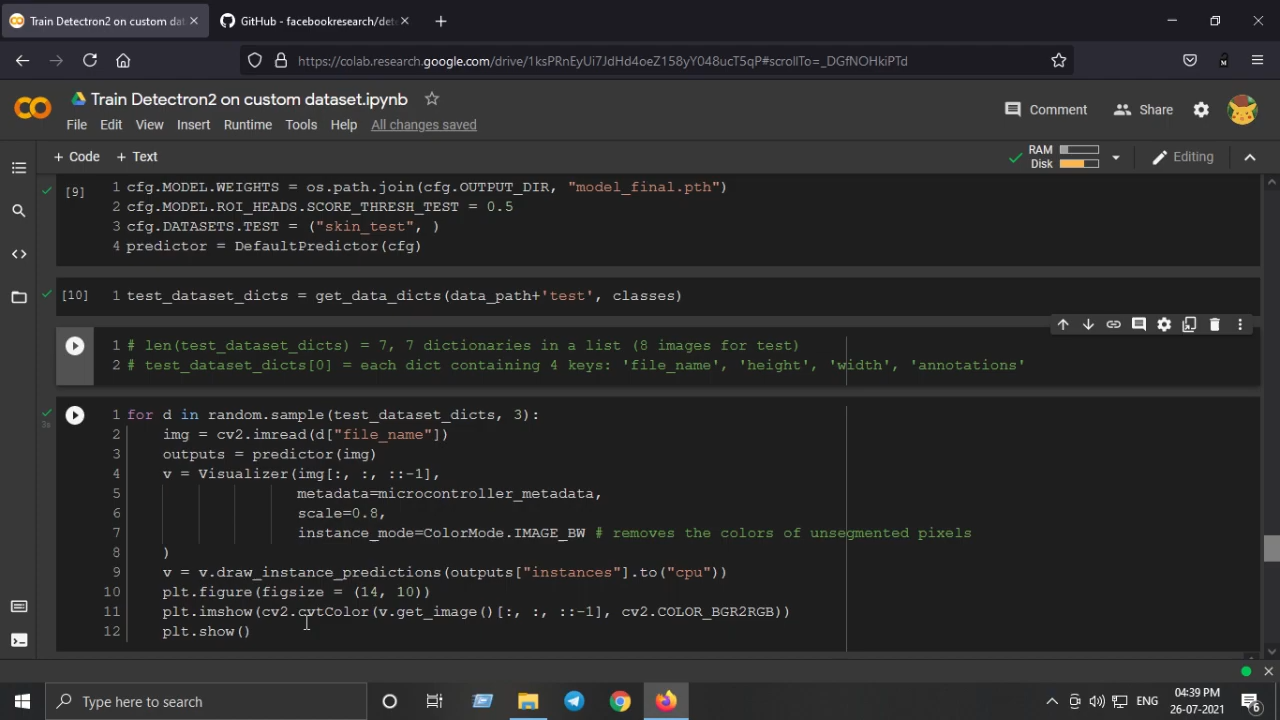 Train Detectron2 on custom dat
GitHub - facebookresearch/det
https://colab.research.google.com/drive/1ksPRnEyUi7JdHd4oeZ158yY048ucT5qP#scrollTo=_DGfNOHkiPTd
Train Detectron2 on custom dataset.ipynb
Comment
Share
File Edit View Insert Runtime Tools Help All changes saved
+ Code + Text
RAM
Disk
Editing
[9]
1 cfg.MODEL.WEIGHTS = os.path.join(cfg.OUTPUT_DIR, "model_final.pth")
2 cfg.MODEL.ROI_HEADS.SCORE_THRESH_TEST = 0.5
3 cfg.DATASETS.TEST = ("skin_test", )
4 predictor = DefaultPredictor(cfg)
[10] 1 test_dataset_dicts = get_data_dicts(data_path+'test', classes)
1 # len(test_dataset_dicts) = 7, 7 dictionaries in a list (8 images for test)
2 # test_dataset_dicts[0] = each dict containing 4 keys: 'file_name', 'height', 'width', 'annotations'
1 for d in random.sample(test_dataset_dicts, 3):
2 img = cv2.imread(d["file_name"])
3 outputs = predictor(img)
4 v = Visualizer(img[:, :, ::-1],
5 metadata=microcontroller_metadata,
6 scale=0.8,
7 instance_mode=ColorMode.IMAGE_BW # removes the colors of unsegmented pixels
8 )
9 v = v.draw_instance_predictions(outputs["instances"].to("cpu"))
10 plt.figure(figsize = (14, 10))
11 plt.imshow(cv2.cvtColor(v.get_image()[:, :, ::-1], cv2.COLOR_BGR2RGB))
12 plt.show()
Type here to search
ENG
04:39 PM
26-07-2021
6